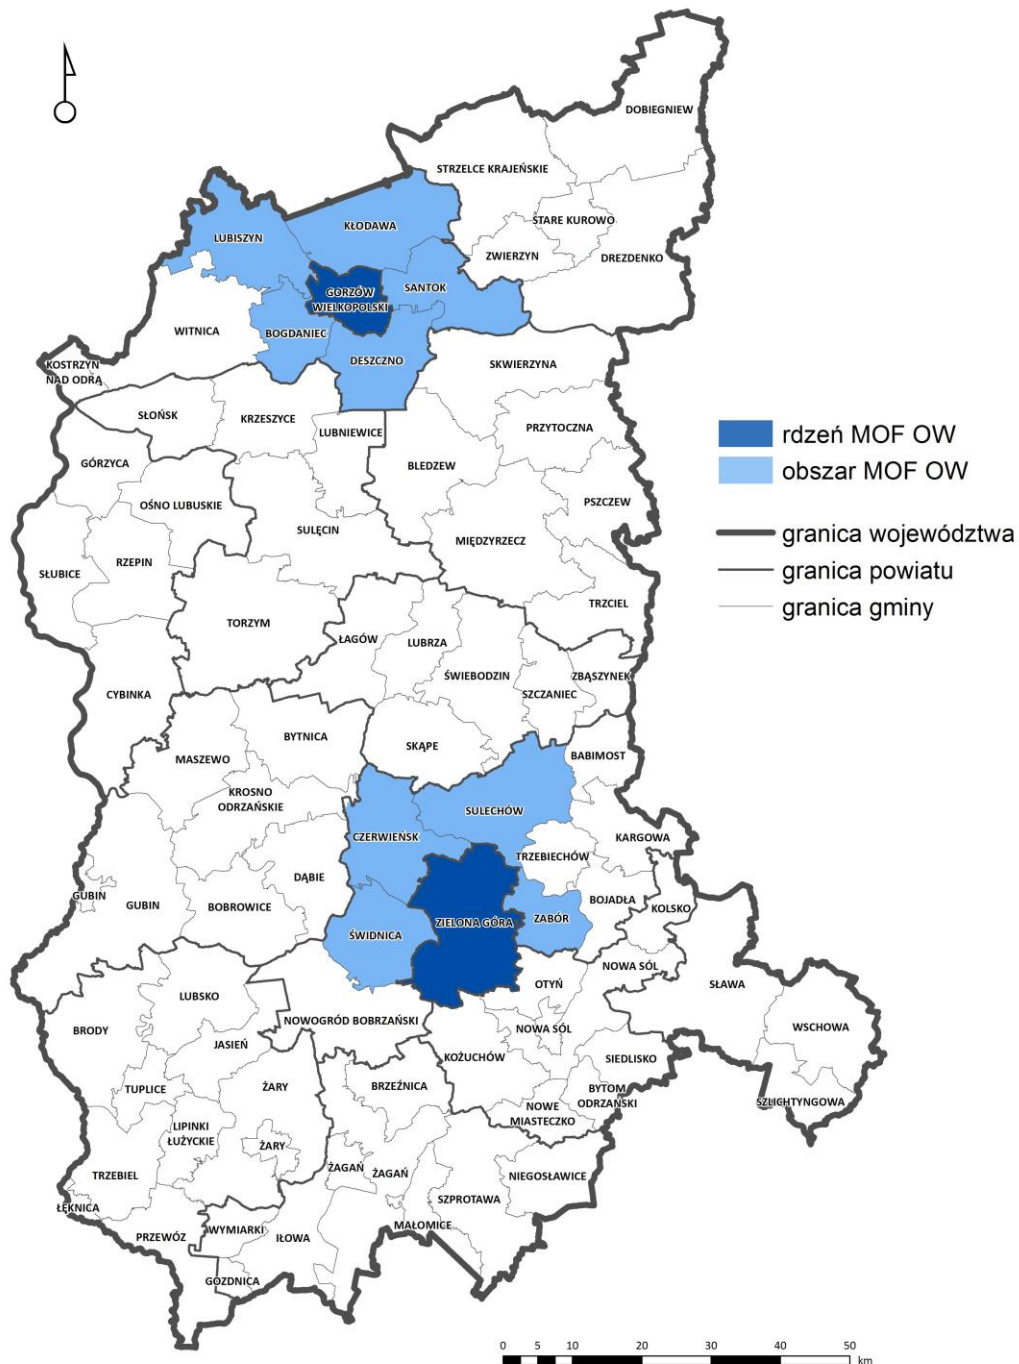 DOBIEGNIEW
STRZELCE KRAJEŃSKIE
STARE KUROWO
KŁODAWA
LUBISZYN
ZWIERZYN
DREZDENKO
SANTOK
GORZÓW
WIELKOPOLSKI
WITNICA
BOGDANIEC
DESZCZNO
SKWIERZYNA
KOSTRZYN
NAD ODRĄ
SŁOŃSK
KRZESZYCE
LUBNIEWICE
PRZYTOCZNA
GÓRZYCA
BLEDZEW
OŚNO LUBUSKIE
PSZCZEW
SULĘCIN
MIĘDZYRZECZ
RZEPIN
SŁUBICE
TRZCIEL
TORZYM
ŁAGÓW
LUBRZA
ŚWIEBODZIN
ZBĄSZYNEK
SZCZANIEC
CYBINKA
BYTNICA
SKĄPE
MASZEWO
BABIMOST
KROSNO
ODRZAŃSKIE
SULECHÓW
CZERWIEŃSK
KARGOWA
TRZEBIECHÓW
DĄBIE
GUBIN
GUBIN
BOBROWICE
BOJADŁA
KOLSKO
ZIELONA GÓRA
ZABÓR
ŚWIDNICA
NOWA SÓL
OTYŃ
SŁAWA
LUBSKO
NOWOGRÓD BOBRZAŃSKI
NOWA SÓL
WSCHOWA
BRODY
JASIEŃ
KOŻUCHÓW
SIEDLISKO
TUPLICE
ŻARY
BRZEŹNICA
BYTOM
ODRZAŃSKI
SZLICHTYNGOWA
NOWE
MIASTECZKO
LIPINKI
ŁUŻYCKIE
ŻARY
ŻAGAŃ
ŻAGAŃ
NIEGOSŁAWICE
TRZEBIEL
SZPROTAWA
ŁĘKNICA
MAŁOMICE
PRZEWÓZ
WYMIARKI
IŁOWA
GOZDNICA
rdzeń MOF OW
obszar MOF OW
granica województwa
granica powiatu
granica gminy
0 5 10 20 30 40 50
km